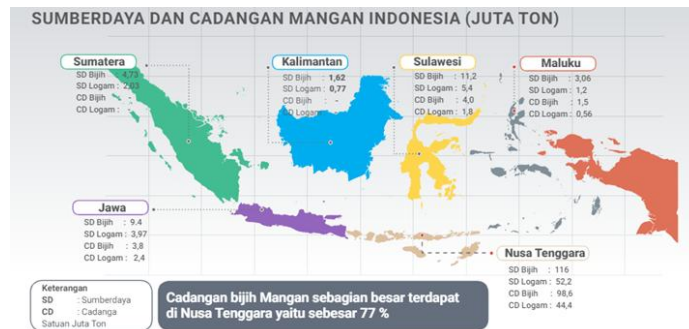 SUMBERDAYA DAN CADANGAN MANGAN INDONESIA (JUTA TON)
Sumatera
SD Bijih : 4,73
SD Logam : 2,03
CD Bijih :
CD Logam :
Kalimantan
SD Bijih : 1,62
SD Logam : 0,77
CD Bijih : -
CD Logam
Sulawesi
SD Bijih : 11,2
SD Logam : 5,4
CD Bijih : 4,0
CD Logam : 1,8
Maluku
SD Bijih : 3,06
SD Logam : 1,2
CD Bijih : 1,5
CD Logam : 0,56
Jawa
SD Bijih : 9.4
SD Logam : 3,97
CD Bijih : 3,8
CD Logam : 2,4
Nusa Tenggara
SD Bijih : 116
SD Logam : 52,2
CD Bijih : 98,6
CD Logam : 44,4
Keterangan
SD : Sumberdaya
CD : Cadanga
Satuan Juta Ton
Cadangan bijih Mangan sebagian besar terdapat
di Nusa Tenggara yaitu sebesar 77 %